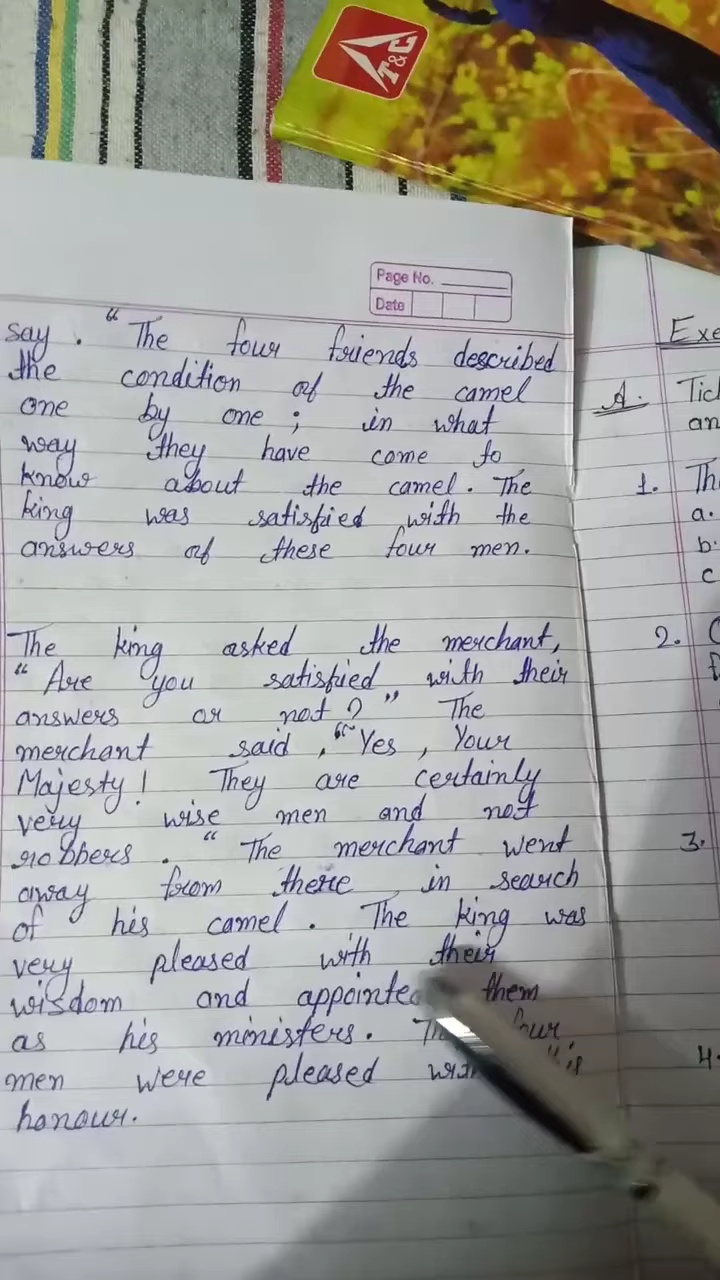 T&C
Page No.
Date
say . “ The four friends described
the condition of the camel
one by one ; in what
way they have come to
know about the camel. The
king was satisfied with the
answers of these four men.
The king asked the merchant,
“ Are you satisfied with their
answers or not ? ” The
merchant said , “ Yes , Your
Majesty ! They are certainly
very wise men and not
robbers . “ The merchant went
away from there in search
of his camel . The king was
very pleased with their
wisdom and appointed them
as his ministers.
men were pleased
honour.
A.
1.
a.
b.
c
2.
3.
4.